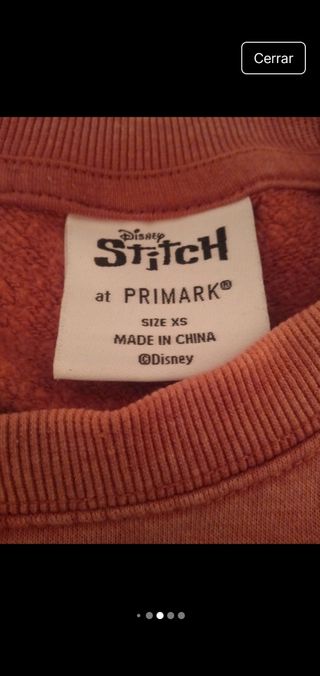 Cerrar
Disney
Stitch
at PRIMARK®
SIZE XS
MADE IN CHINA
©Disney